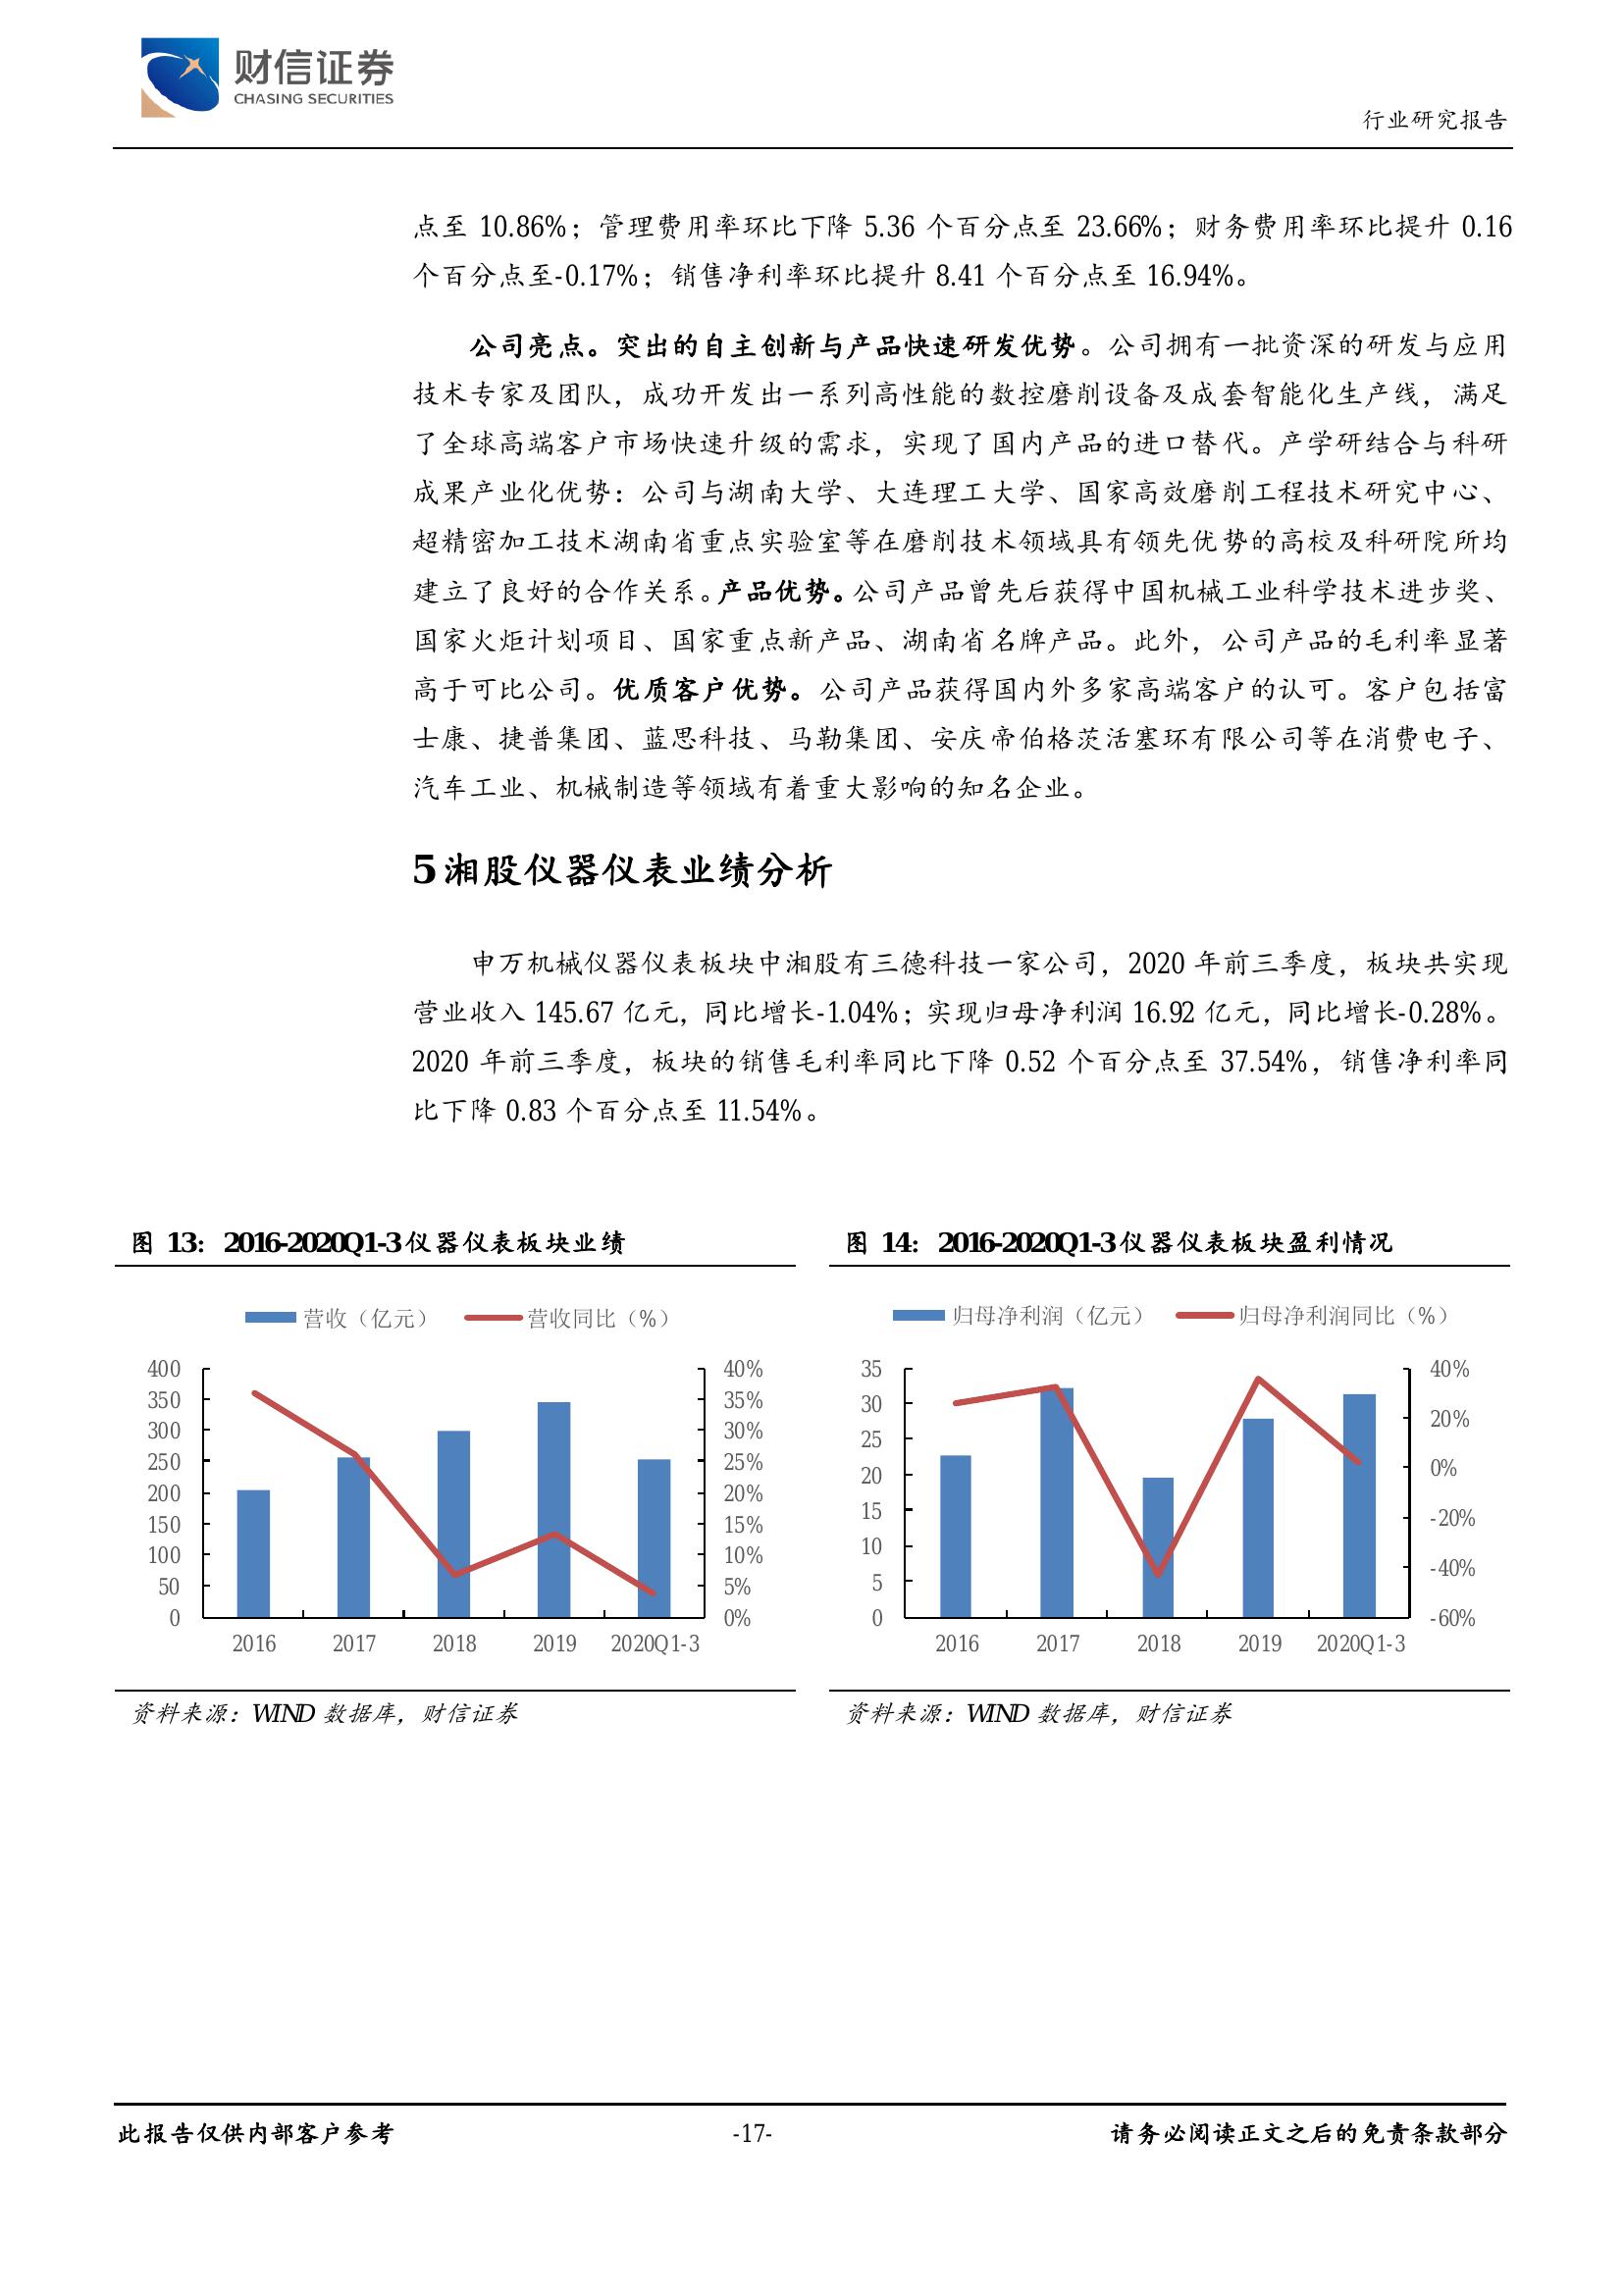 财信证券
CHASING SECURITIES
行业研究报告
点至 10.86%；管理费用率环比下降 5.36 个百分点至 23.66%；财务费用率环比提升 0.16
个百分点至-0.17%；销售净利率环比提升 8.41 个百分点至 16.94%。
公司亮点。突出的自主创新与产品快速研发优势。公司拥有一批资深的研发与应用
技术专家及团队，成功开发出一系列高性能的数控磨削设备及成套智能化生产线，满足
了全球高端客户市场快速升级的需求，实现了国内产品的进口替代。产学研结合与科研
成果产业化优势：公司与湖南大学、大连理工大学、国家高效磨削工程技术研究中心、
超精密加工技术湖南省重点实验室等在磨削技术领域具有领先优势的高校及科研院所均
建立了良好的合作关系。产品优势。公司产品曾先后获得中国机械工业科学技术进步奖、
国家火炬计划项目、国家重点新产品、湖南省名牌产品。此外，公司产品的毛利率显著
高于可比公司。优质客户优势。公司产品获得国内外多家高端客户的认可。客户包括富
士康、捷普集团、蓝思科技、马勒集团、安庆帝伯格茨活塞环有限公司等在消费电子、
汽车工业、机械制造等领域有着重大影响的知名企业。
5 湘股仪器仪表业绩分析
申万机械仪器仪表板块中湘股有三德科技一家公司，2020 年前三季度，板块共实现
营业收入 145.67 亿元，同比增长-1.04%；实现归母净利润 16.92 亿元，同比增长-0.28%。
2020 年前三季度，板块的销售毛利率同比下降 0.52 个百分点至 37.54%，销售净利率同
比下降 0.83 个百分点至 11.54%。
图 13：2016-2020Q1-3 仪器仪表板块业绩
营收（亿元） 营收同比（%）
400 40%
350 35%
300 30%
250 25%
200 20%
150 15%
100 10%
50 5%
0 0%
2016 2017 2018 2019 2020Q1-3
资料来源：WIND 数据库，财信证券
图 14：2016-2020Q1-3 仪器仪表板块盈利情况
归母净利润（亿元） 归母净利润同比（%）
35 40%
30
25 20%
20 0%
15
10 -20%
5 -40%
0 -60%
2016 2017 2018 2019 2020Q1-3
资料来源：WIND 数据库，财信证券
此报告仅供内部客户参考 -17- 请务必阅读正文之后的免责条款部分